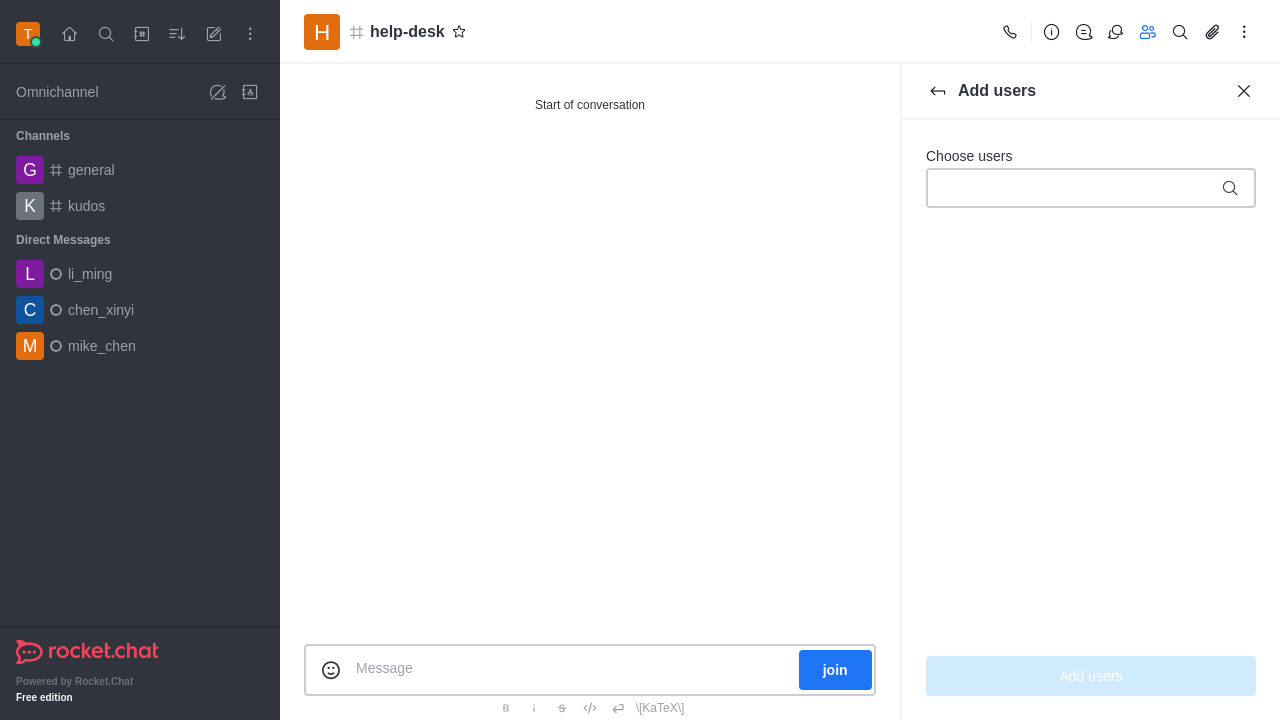 T
Omnichannel
Channels
G general
K kudos
Direct Messages
L li_ming
C chen_xinyi
M mike_chen
rocket.chat
Powered by Rocket.Chat
Free edition
H help-desk
Start of conversation
Message
join
B i S \[KaTeX\]
Add users
Choose users
Add users